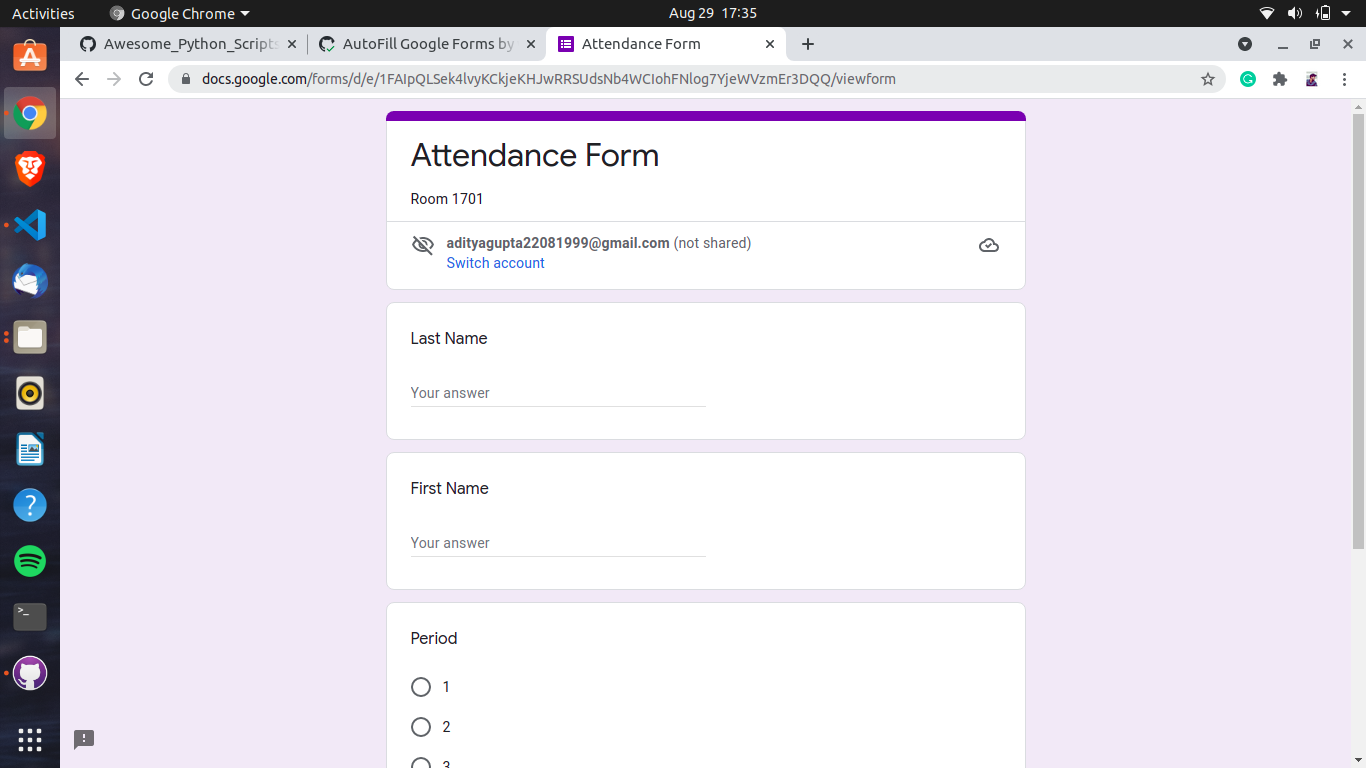 Activities
Google Chrome
Aug 29 17:35
Awesome_Python_Scripts
AutoFill Google Forms by
Attendance Form
docs.google.com/forms/d/e/1FAIpQLSek4lvyKCkjeKHJwRRSUdsNb4WCIohFNlog7YjeWVzmEr3DQQ/viewform
Attendance Form
Room 1701
adityagupta22081999@gmail.com (not shared)
Switch account
Last Name
Your answer
First Name
Your answer
Period
1
2
3